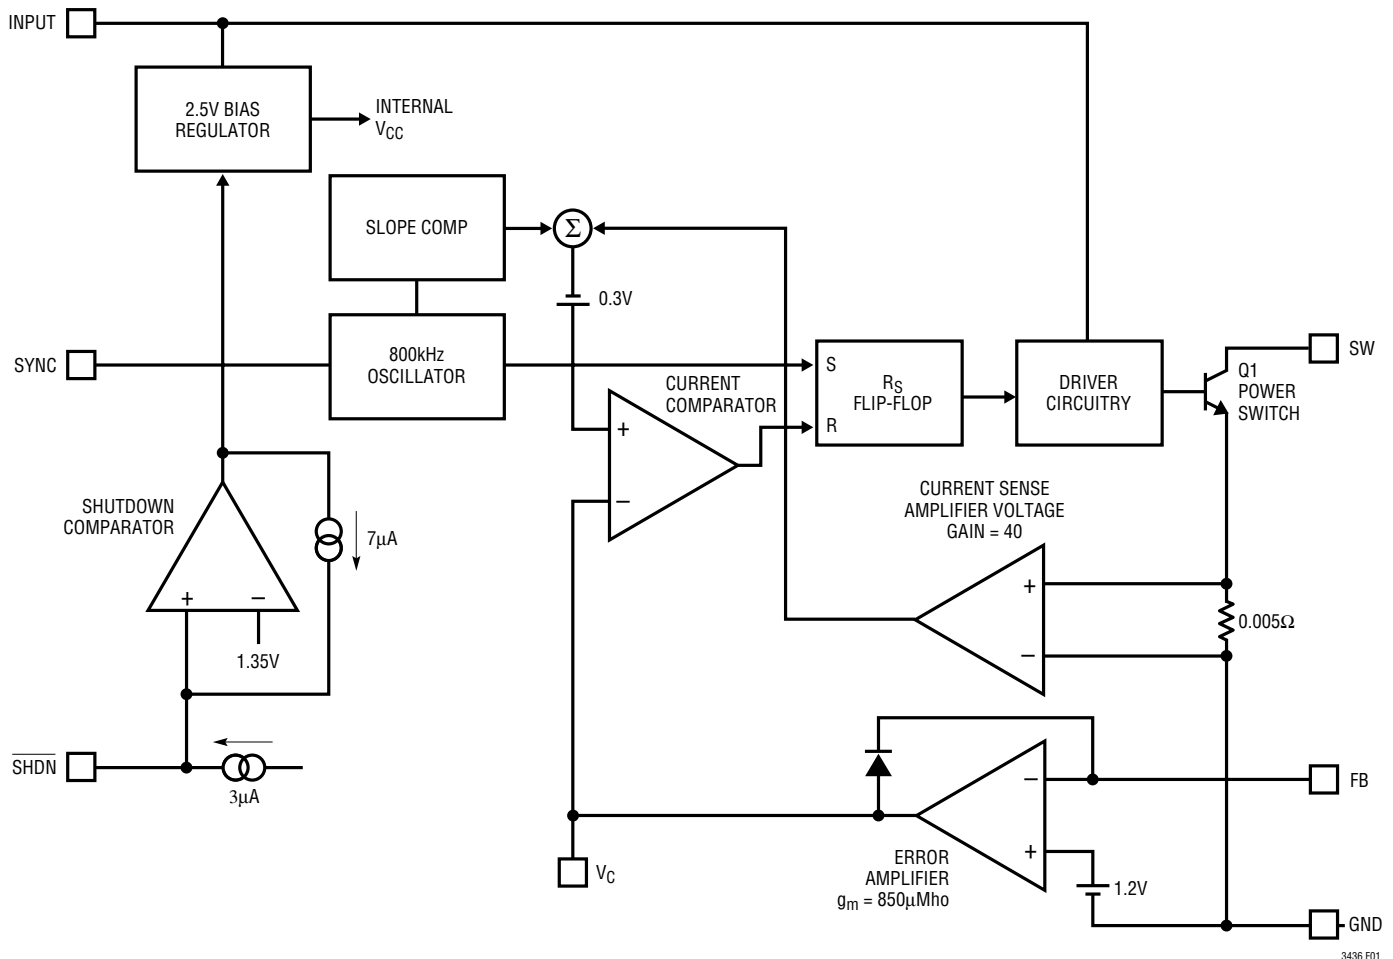 INPUT
2.5V BIAS
REGULATOR
INTERNAL
VCC
SLOPE COMP
Σ
0.3V
SYNC
800kHz
OSCILLATOR
CURRENT
COMPARATOR
+
−
S
R
RS
FLIP-FLOP
DRIVER
CIRCUITRY
SW
Q1
POWER
SWITCH
SHUTDOWN
COMPARATOR
+
−
1.35V
7µA
CURRENT SENSE
AMPLIFIER VOLTAGE
GAIN = 40
+
−
0.005Ω
SHDN
3µA
VC
ERROR
AMPLIFIER
gm = 850µMho
−
+
1.2V
FB
GND
3436 F01